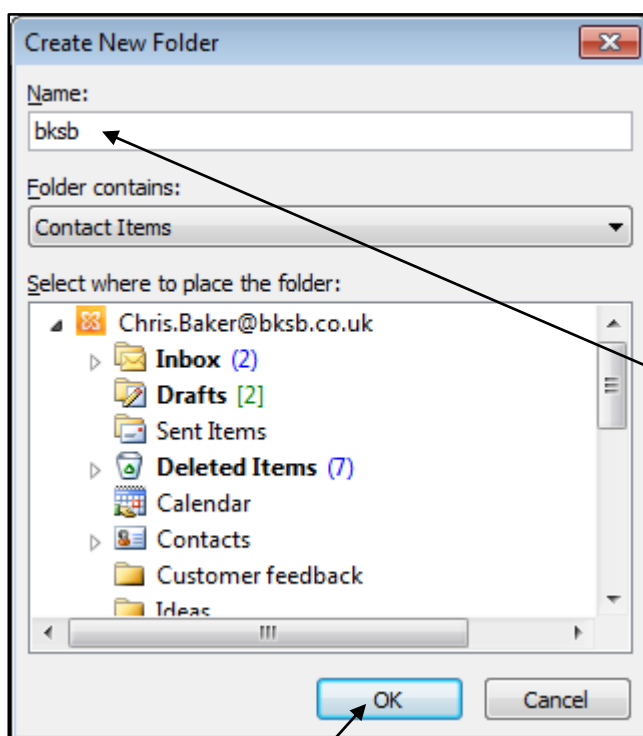 Create New Folder
Name:
bksb
Folder contains:
Contact Items
Select where to place the folder:
Chris.Baker@bksb.co.uk
Inbox (2)
Drafts [2]
Sent Items
Deleted Items (7)
Calendar
Contacts
Customer feedback
Ideas
OK Cancel